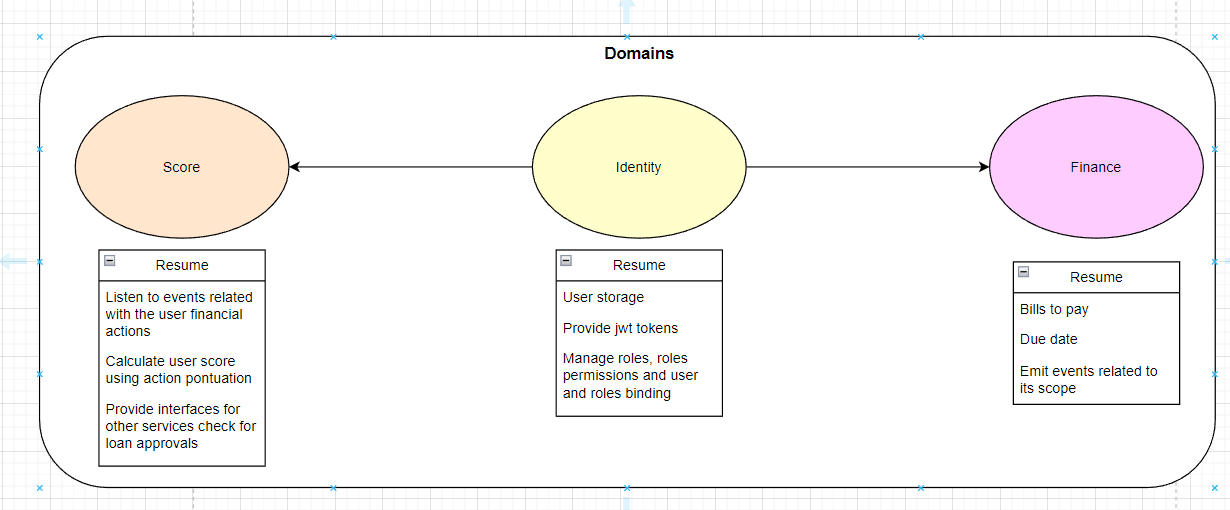 Domains
Score
Identity
Finance
Resume
Listen to events related
with the user financial
actions
Calculate user score
using action pontuation
Provide interfaces for
other services check for
loan approvals
Resume
User storage
Provide jwt tokens
Manage roles, roles
permissions and user
and roles binding
Resume
Bills to pay
Due date
Emit events related to
its scope